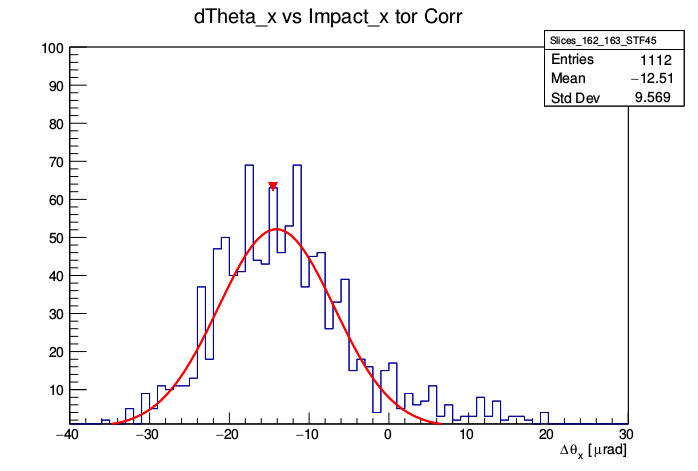 dTheta_x vs Impact_x tor Corr
Slices_162_163_STF45
Entries 1112
Mean −12.51
Std Dev 9.569
100
90
80
70
60
50
40
30
20
10
−40 −30 −20 −10 0 10 20 30
Δθx [μrad]